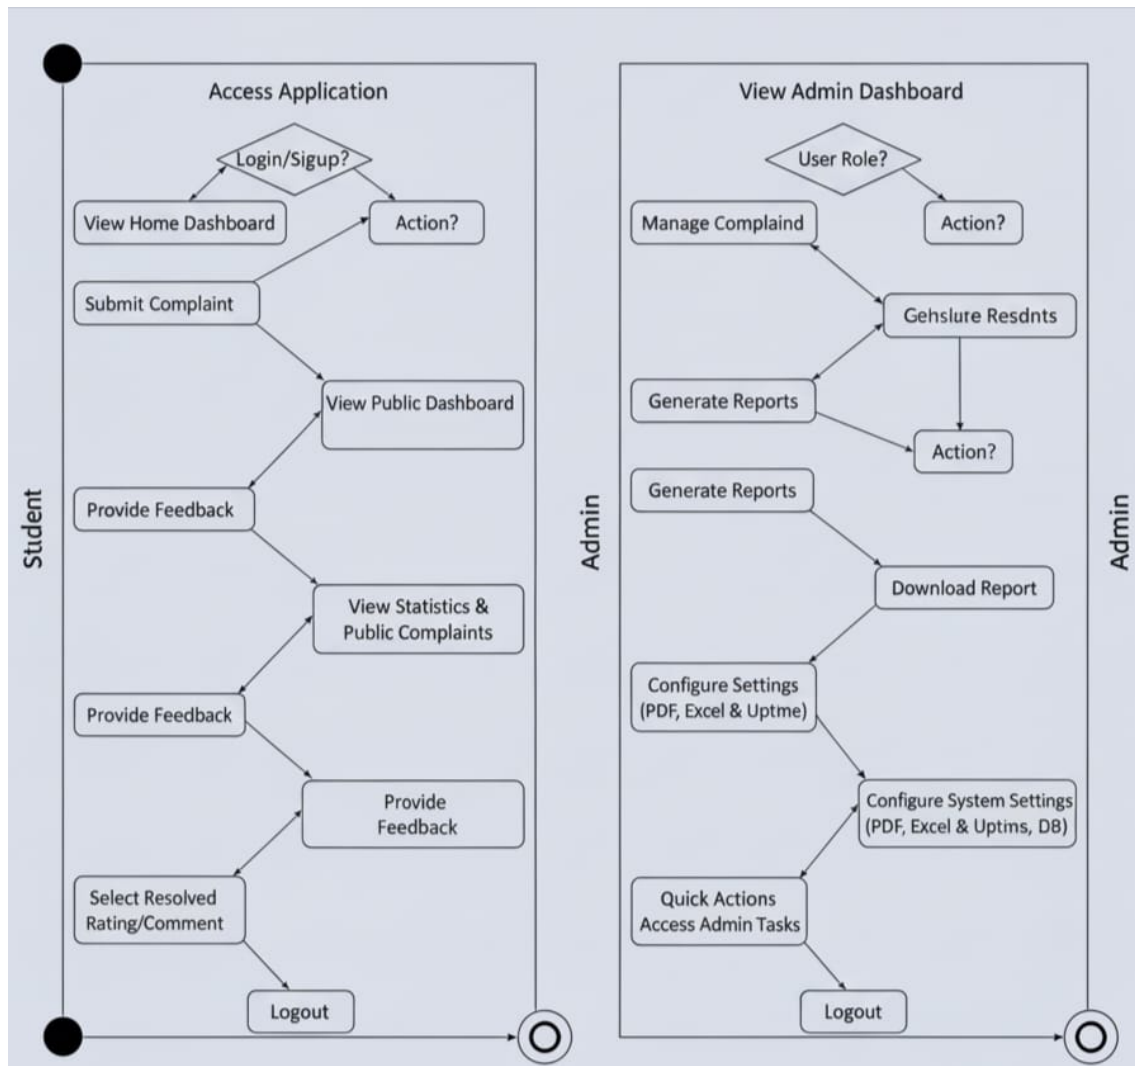 Access Application
Login/Sigup?
View Home Dashboard
Action?
Submit Complaint
View Public Dashboard
Student
Provide Feedback
View Statistics &
Public Complaints
Provide Feedback
Provide
Feedback
Select Resolved
Rating/Comment
Logout
Admin
View Admin Dashboard
User Role?
Manage Complaind
Action?
Gehslure Resdnts
Generate Reports
Action?
Generate Reports
Download Report
Configure Settings
(PDF, Excel & Uptme)
Configure System Settings
(PDF, Excel & Uptims, DB)
Quick Actions
Access Admin Tasks
Logout
Admin